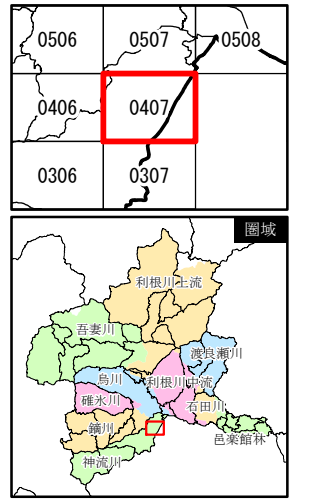 0506 0507 0508
0406 0407
0306 0307
圏域
利根川上流
吾妻川
渡良瀬川
烏川 利根川中流
碓氷川
石田川
鏑川
邑楽館林
神流川